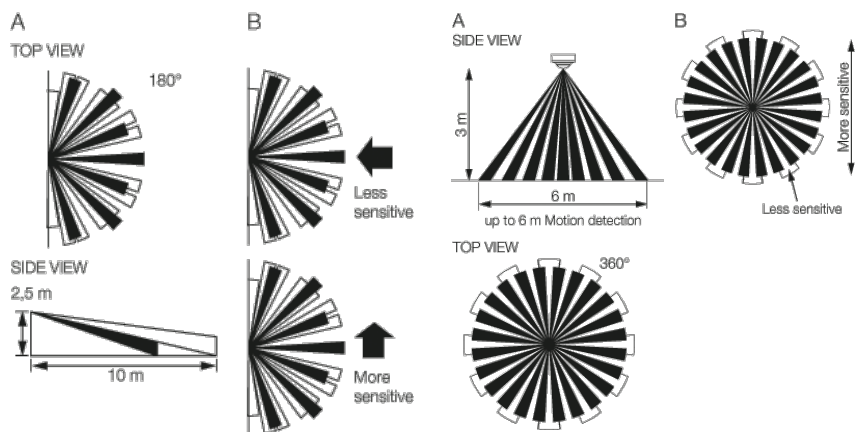 A
TOP VIEW
180°
SIDE VIEW
2,5 m
10 m
B
Less
sensitive
More
sensitive
A
SIDE VIEW
3 m
6 m
up to 6 m Motion detection
TOP VIEW
360°
B
More sensitive
Less sensitive